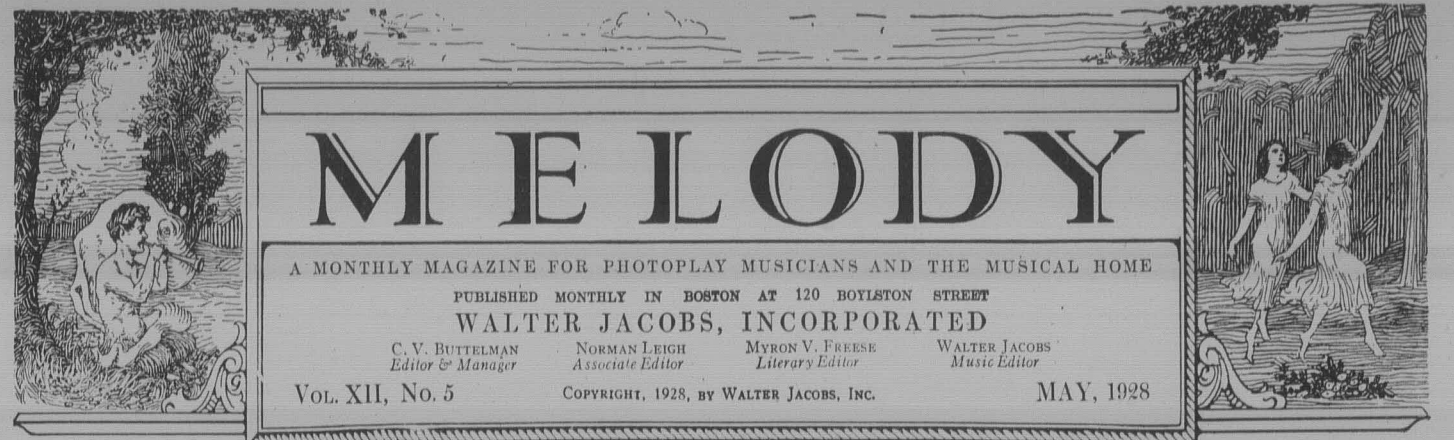 MELODY
A MONTHLY MAGAZINE FOR PHOTOPLAY MUSICIANS AND THE MUSICAL HOME
PUBLISHED MONTHLY IN BOSTON AT 120 BOYLSTON STREET
WALTER JACOBS, INCORPORATED
C. V. BUTTELMAN NORMAN LEIGH MYRON V. FREESE WALTER JACOBS
Editor & Manager Associate Editor Literary Editor Music Editor
VOL. XII, NO. 5 COPYRIGHT, 1928, BY WALTER JACOBS, INC. MAY, 1928